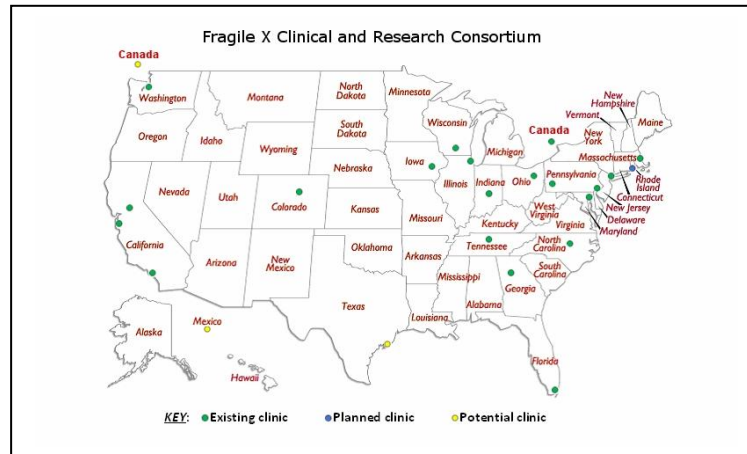 Fragile X Clinical and Research Consortium
Canada
Washington
Montana
North
Dakota
Minnesota
Oregon
Idaho
Wyoming
South
Dakota
Wisconsin
Michigan
Canada
Vermont
New
Hampshire
Maine
New
York
Massachusetts
Rhode
Island
Connecticut
New Jersey
Delaware
Maryland
Nevada
Utah
Colorado
Nebraska
Iowa
Illinois
Indiana
Ohio
Pennsylvania
California
Kansas
Missouri
Kentucky
West
Virginia
Virginia
Arizona
New
Mexico
Oklahoma
Arkansas
Tennessee
North
Carolina
South
Carolina
Texas
Louisiana
Mississippi
Alabama
Georgia
Florida
Alaska
Mexico
Hawaii
KEY: Existing clinic Planned clinic Potential clinic